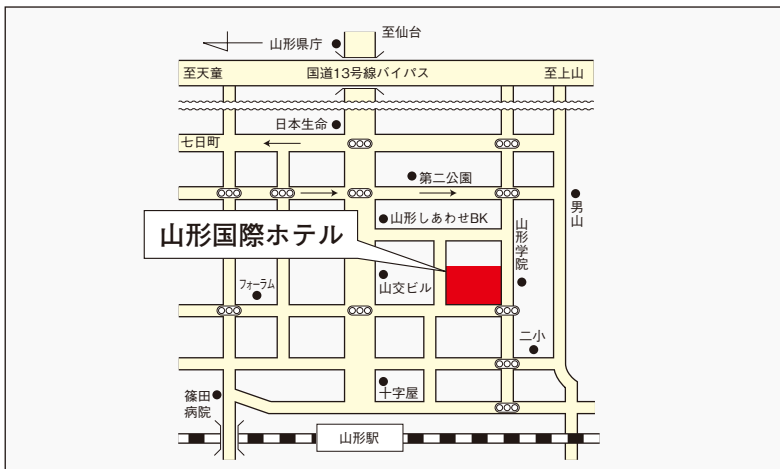 至仙台
山形県庁
至天童
国道13号線バイパス
至上山
日本生命
七日町
第二公園
男山
山形しあわせBK
山形学院
山形国際ホテル
フォーラム
山交ビル
二小
十字屋
篠田
病院
山形駅